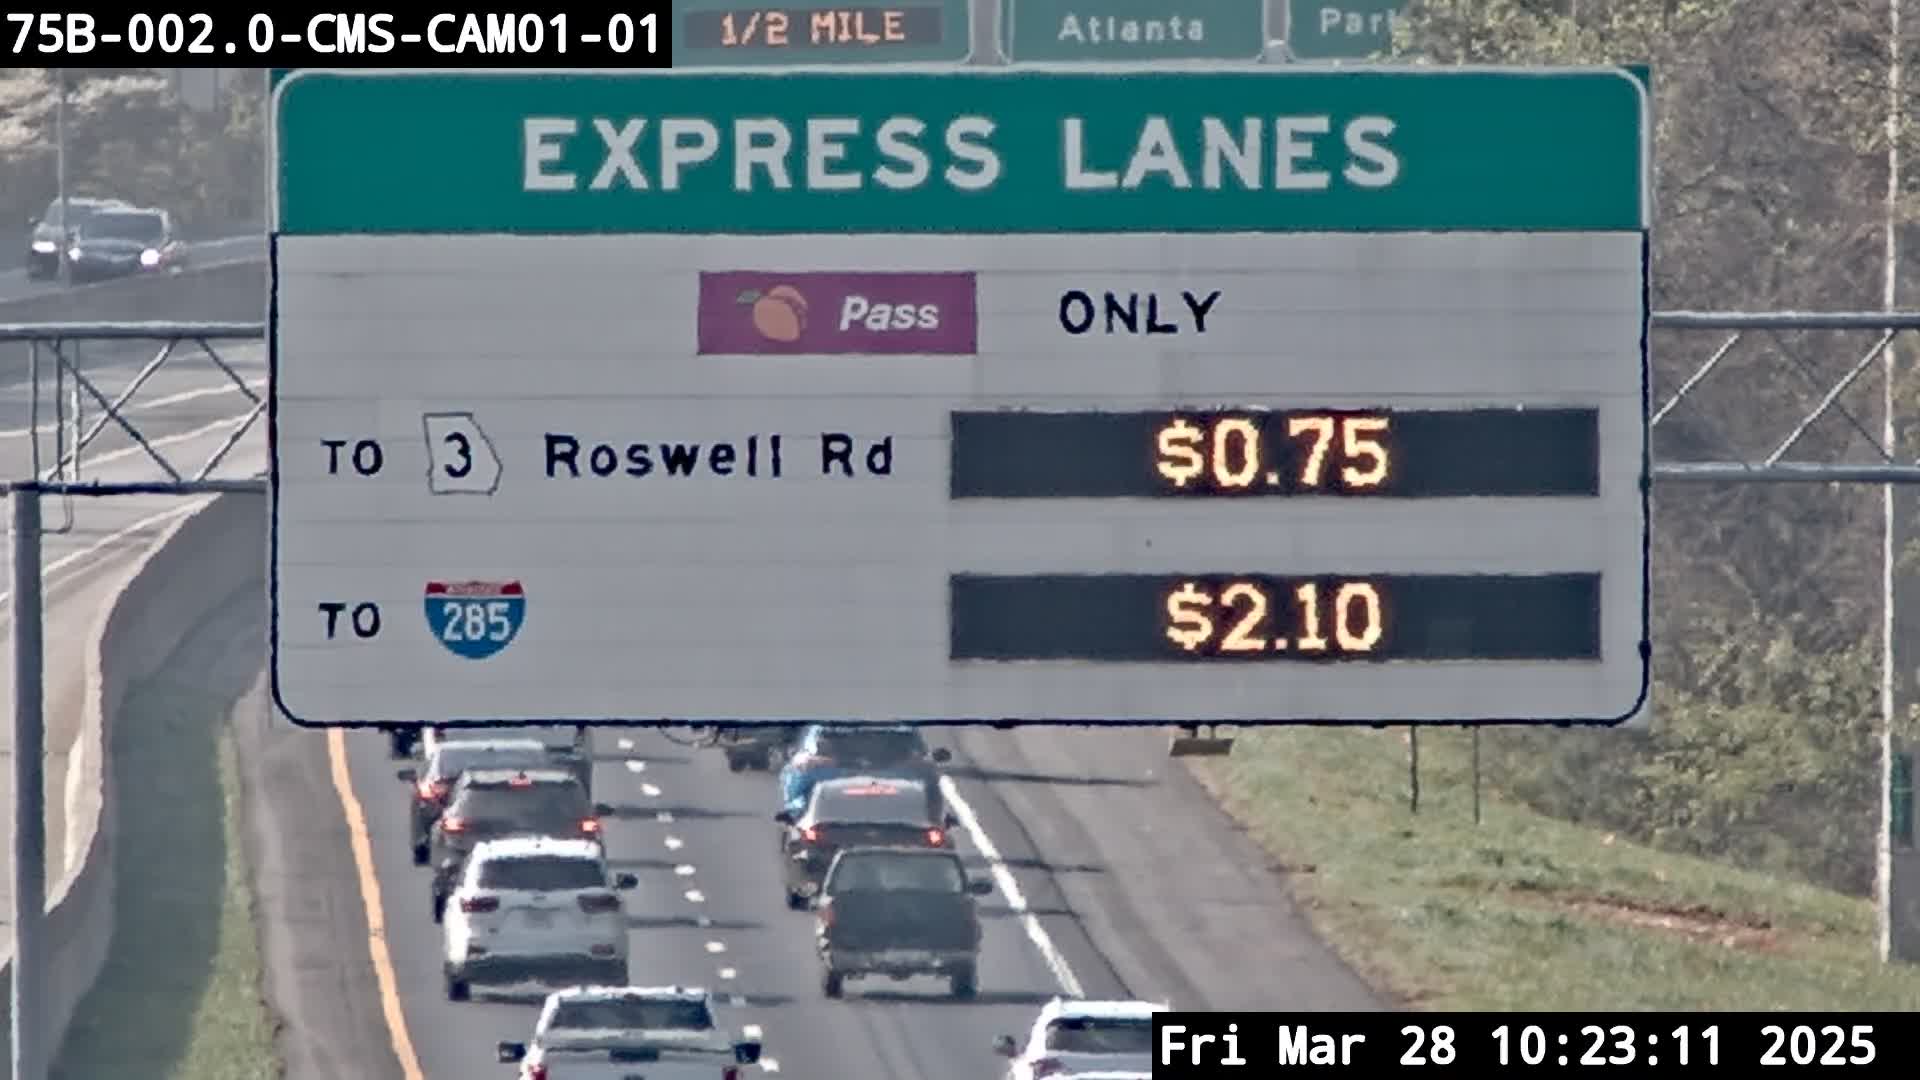 75B-002.0-CMS-CAM01-01
1/2 MILE
Atlanta
EXPRESS LANES
Pass ONLY
TO 3 Roswell Rd $0.75
TO 285 $2.10
Fri Mar 28 10:23:11 2025